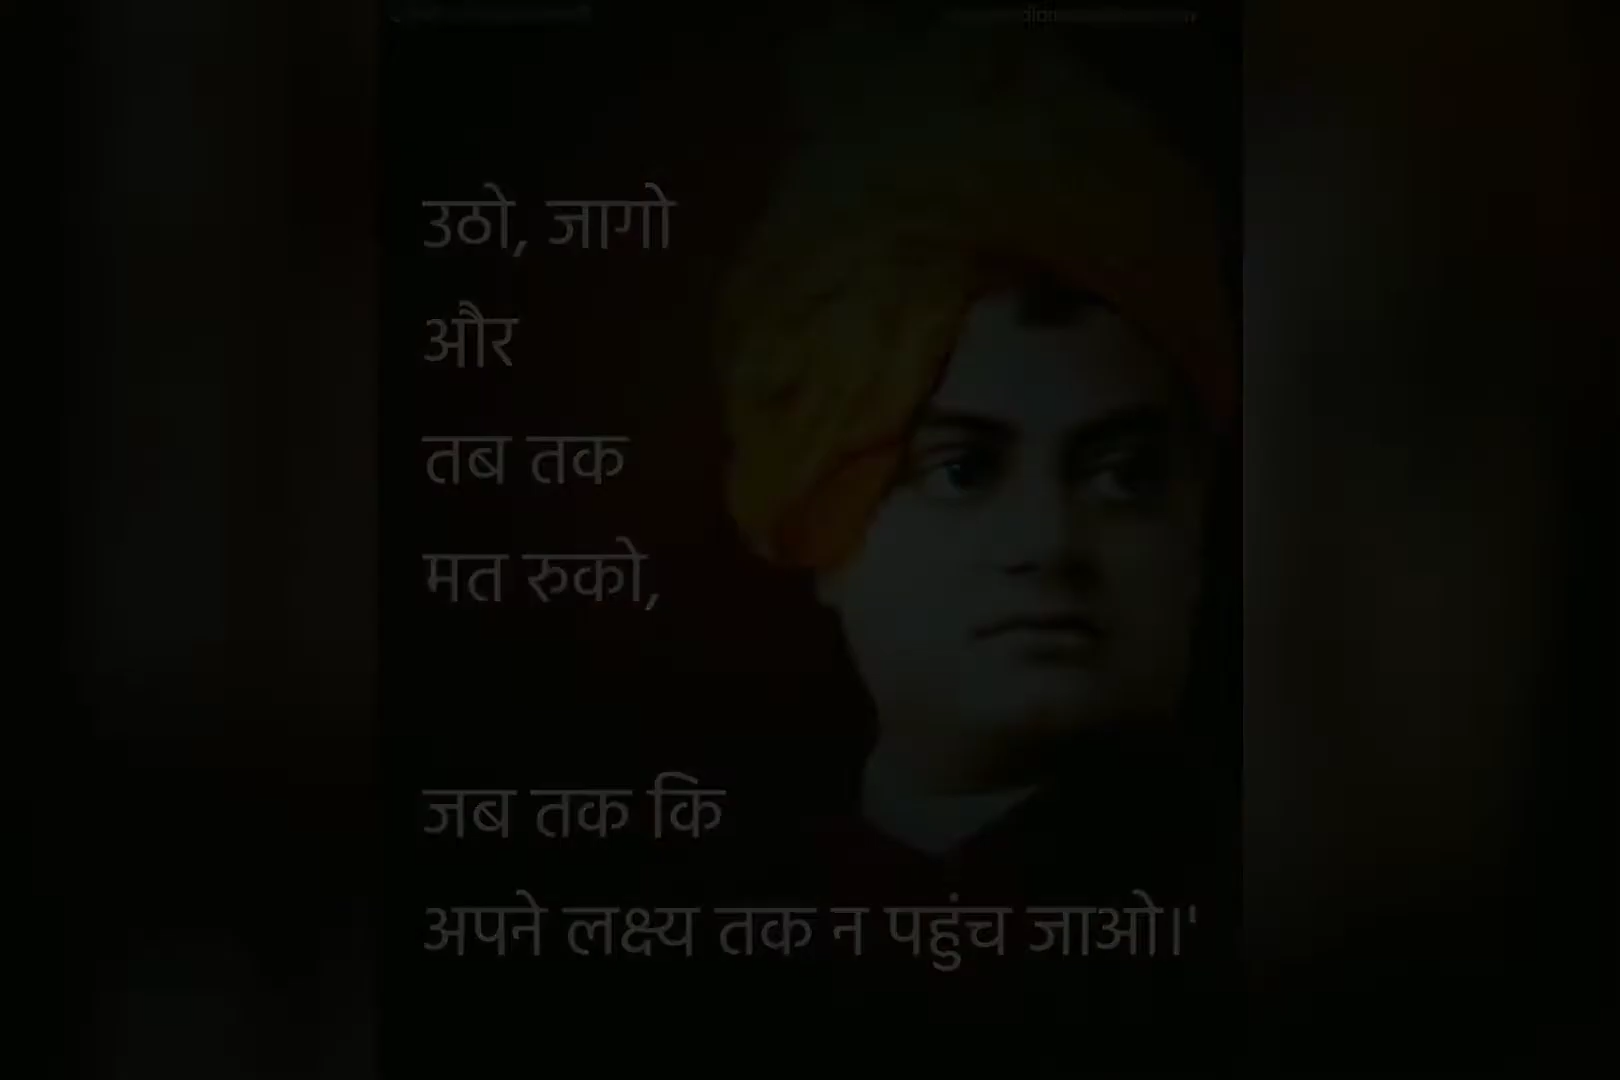 उठो, जागो
और
तब तक
मत रुको,
जब तक कि
अपने लक्ष्य तक न पहुंच जाओ।'